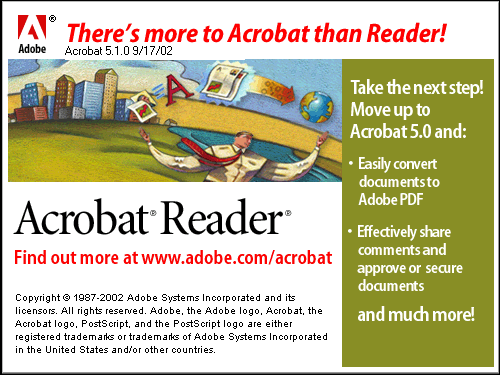 Adobe®
There's more to Acrobat than Reader!
Acrobat 5.1.0 9/17/02
A
Take the next step!
Move up to
Acrobat 5.0 and:
• Easily convert
documents to
Adobe PDF
• Effectively share
comments and
approve or secure
documents
and much more!
Acrobat® Reader®
Find out more at www.adobe.com/acrobat
Copyright © 1987-2002 Adobe Systems Incorporated and its
licensors. All rights reserved. Adobe, the Adobe logo, Acrobat, the
Acrobat logo, PostScript, and the PostScript logo are either
registered trademarks or trademarks of Adobe Systems Incorporated
in the United States and/or other countries.